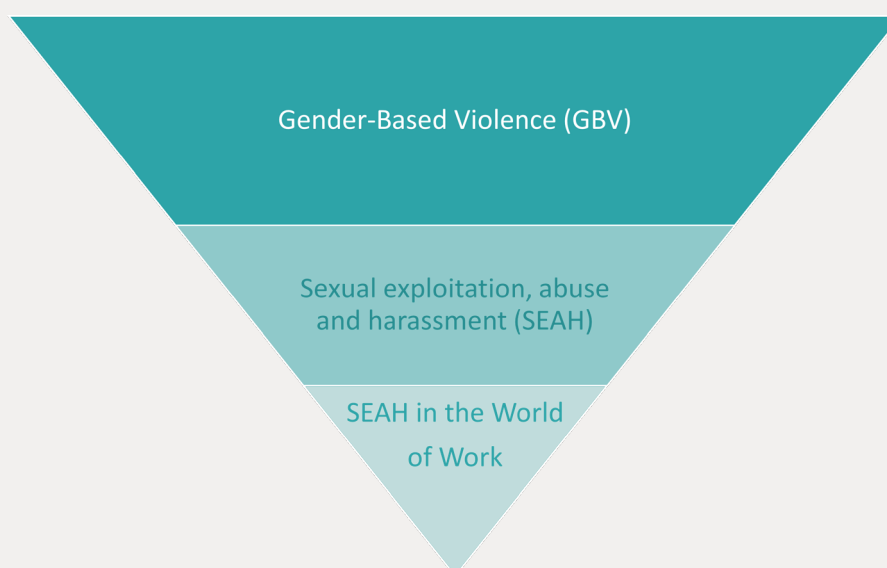 Gender-Based Violence (GBV)
Sexual exploitation, abuse
and harassment (SEAH)
SEAH in the World
of Work